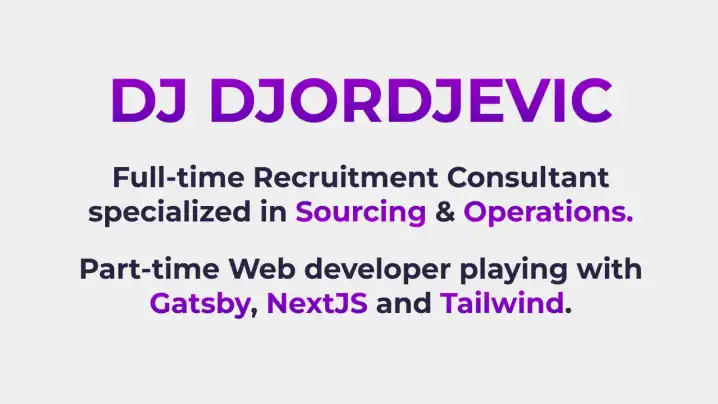 DJ DJORDJEVIC
Full-time Recruitment Consultant
specialized in Sourcing & Operations.
Part-time Web developer playing with
Gatsby, NextJS and Tailwind.